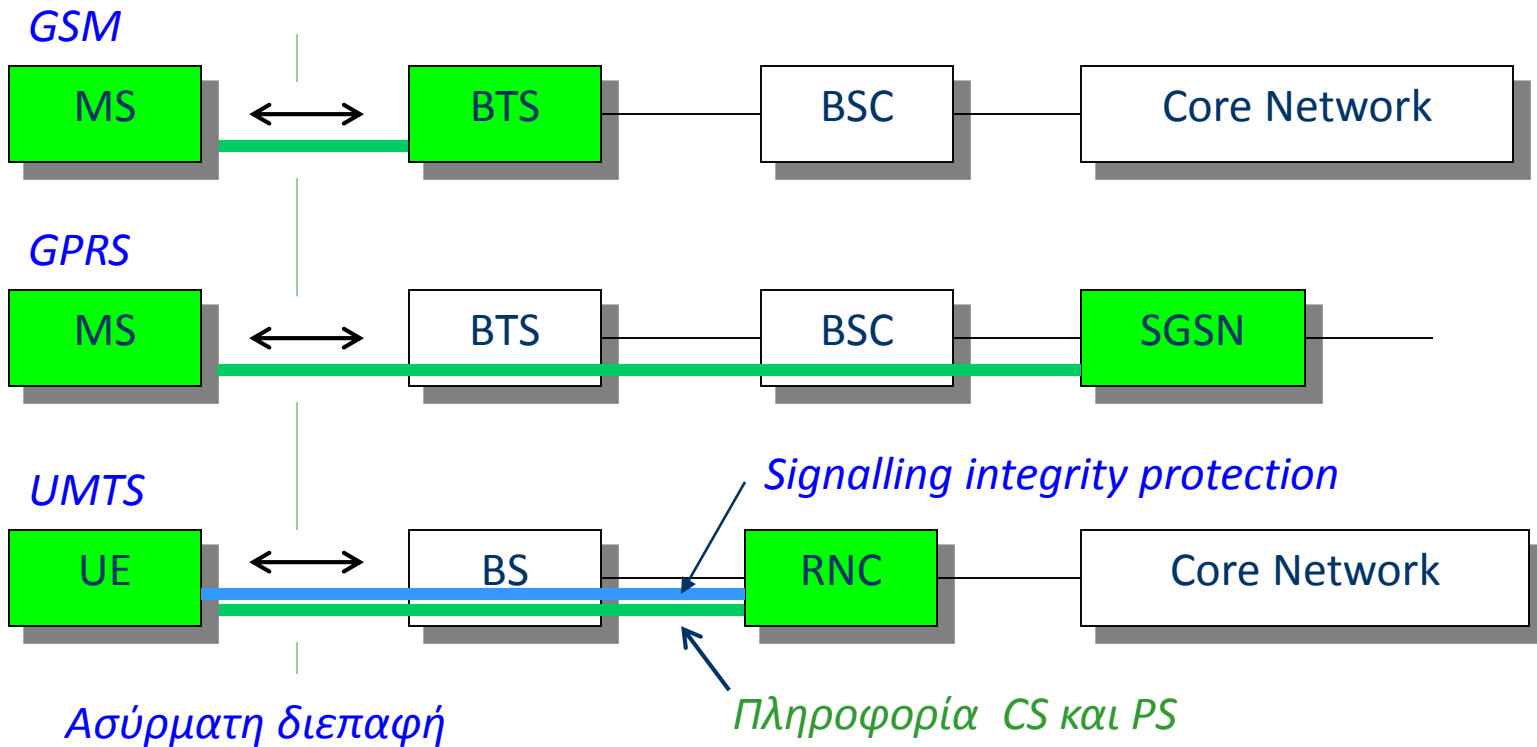 GSM
MS BTS BSC Core Network
GPRS
MS BTS BSC SGSN
Signalling integrity protection
UMTS
UE BS RNC Core Network
Πληροφορία CS και PS
Ασύρματη διεπαφή